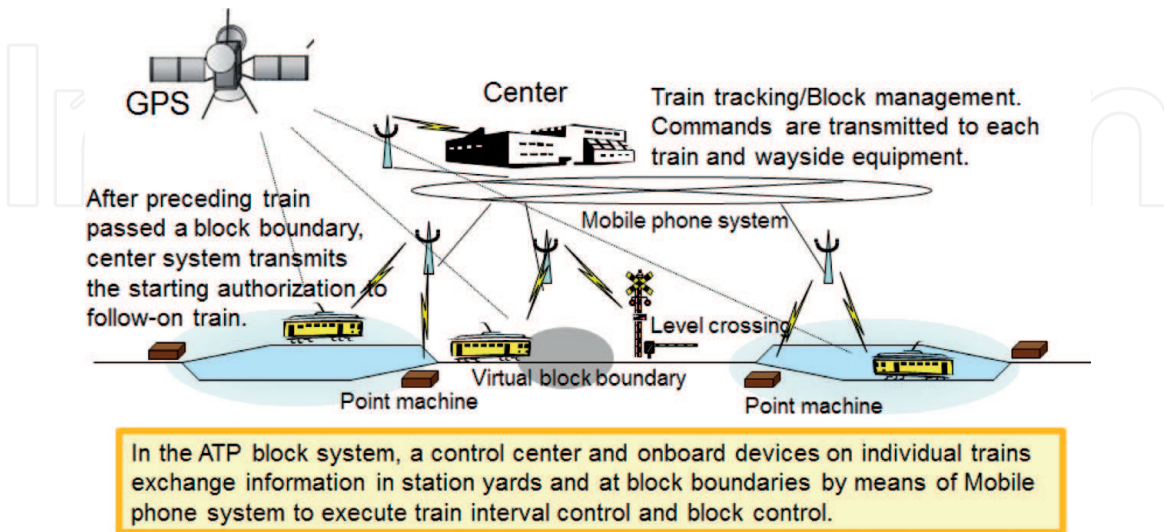 GPS
Center
Train tracking/Block management.
Commands are transmitted to each
train and wayside equipment.
After preceding train
passed a block boundary,
center system transmits
the starting authorization to
follow-on train.
Mobile phone system
Level crossing
Virtual block boundary
Point machine
Point machine
In the ATP block system, a control center and onboard devices on individual trains
exchange information in station yards and at block boundaries by means of Mobile
phone system to execute train interval control and block control.